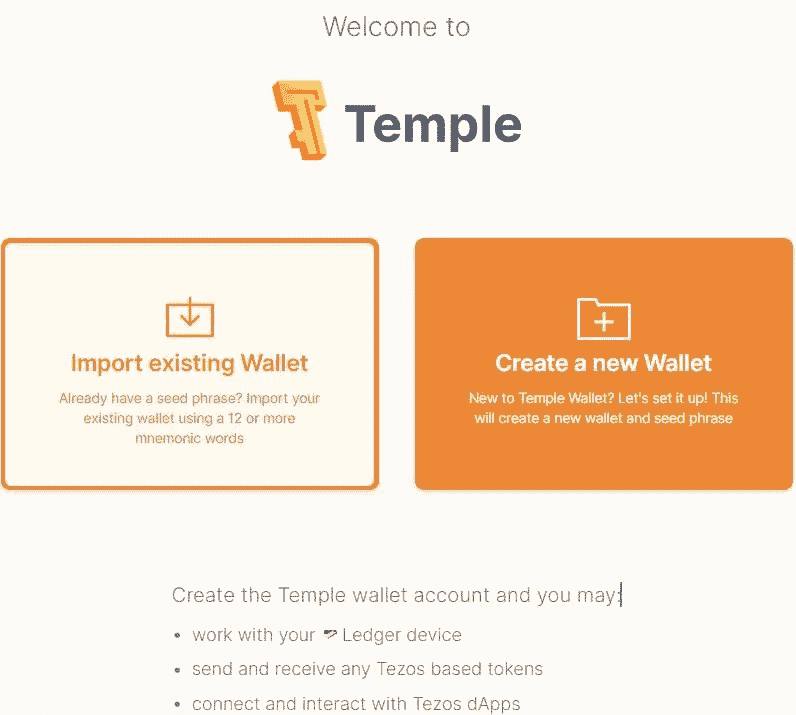 Welcome to
Temple
Import existing Wallet
Already have a seed phrase? Import your
existing wallet using a 12 or more
mnemonic words
Create a new Wallet
New to Temple Wallet? Let's set it up! This
will create a new wallet and seed phrase
Create the Temple wallet account and you may:
• work with your Ledger device
• send and receive any Tezos based tokens
• connect and interact with Tezos dApps